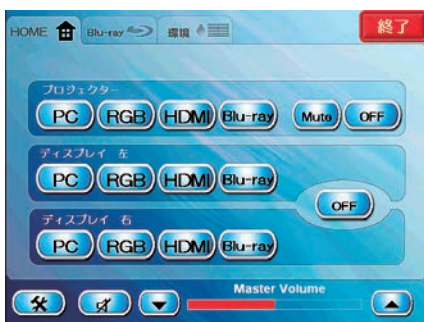 HOME Blu-ray 環境 終了
プロジェクター
PC RGB HDMI Blu-ray Mute OFF
ディスプレイ 左
PC RGB HDMI Blu-ray
OFF
ディスプレイ 右
PC RGB HDMI Blu-ray
Master Volume